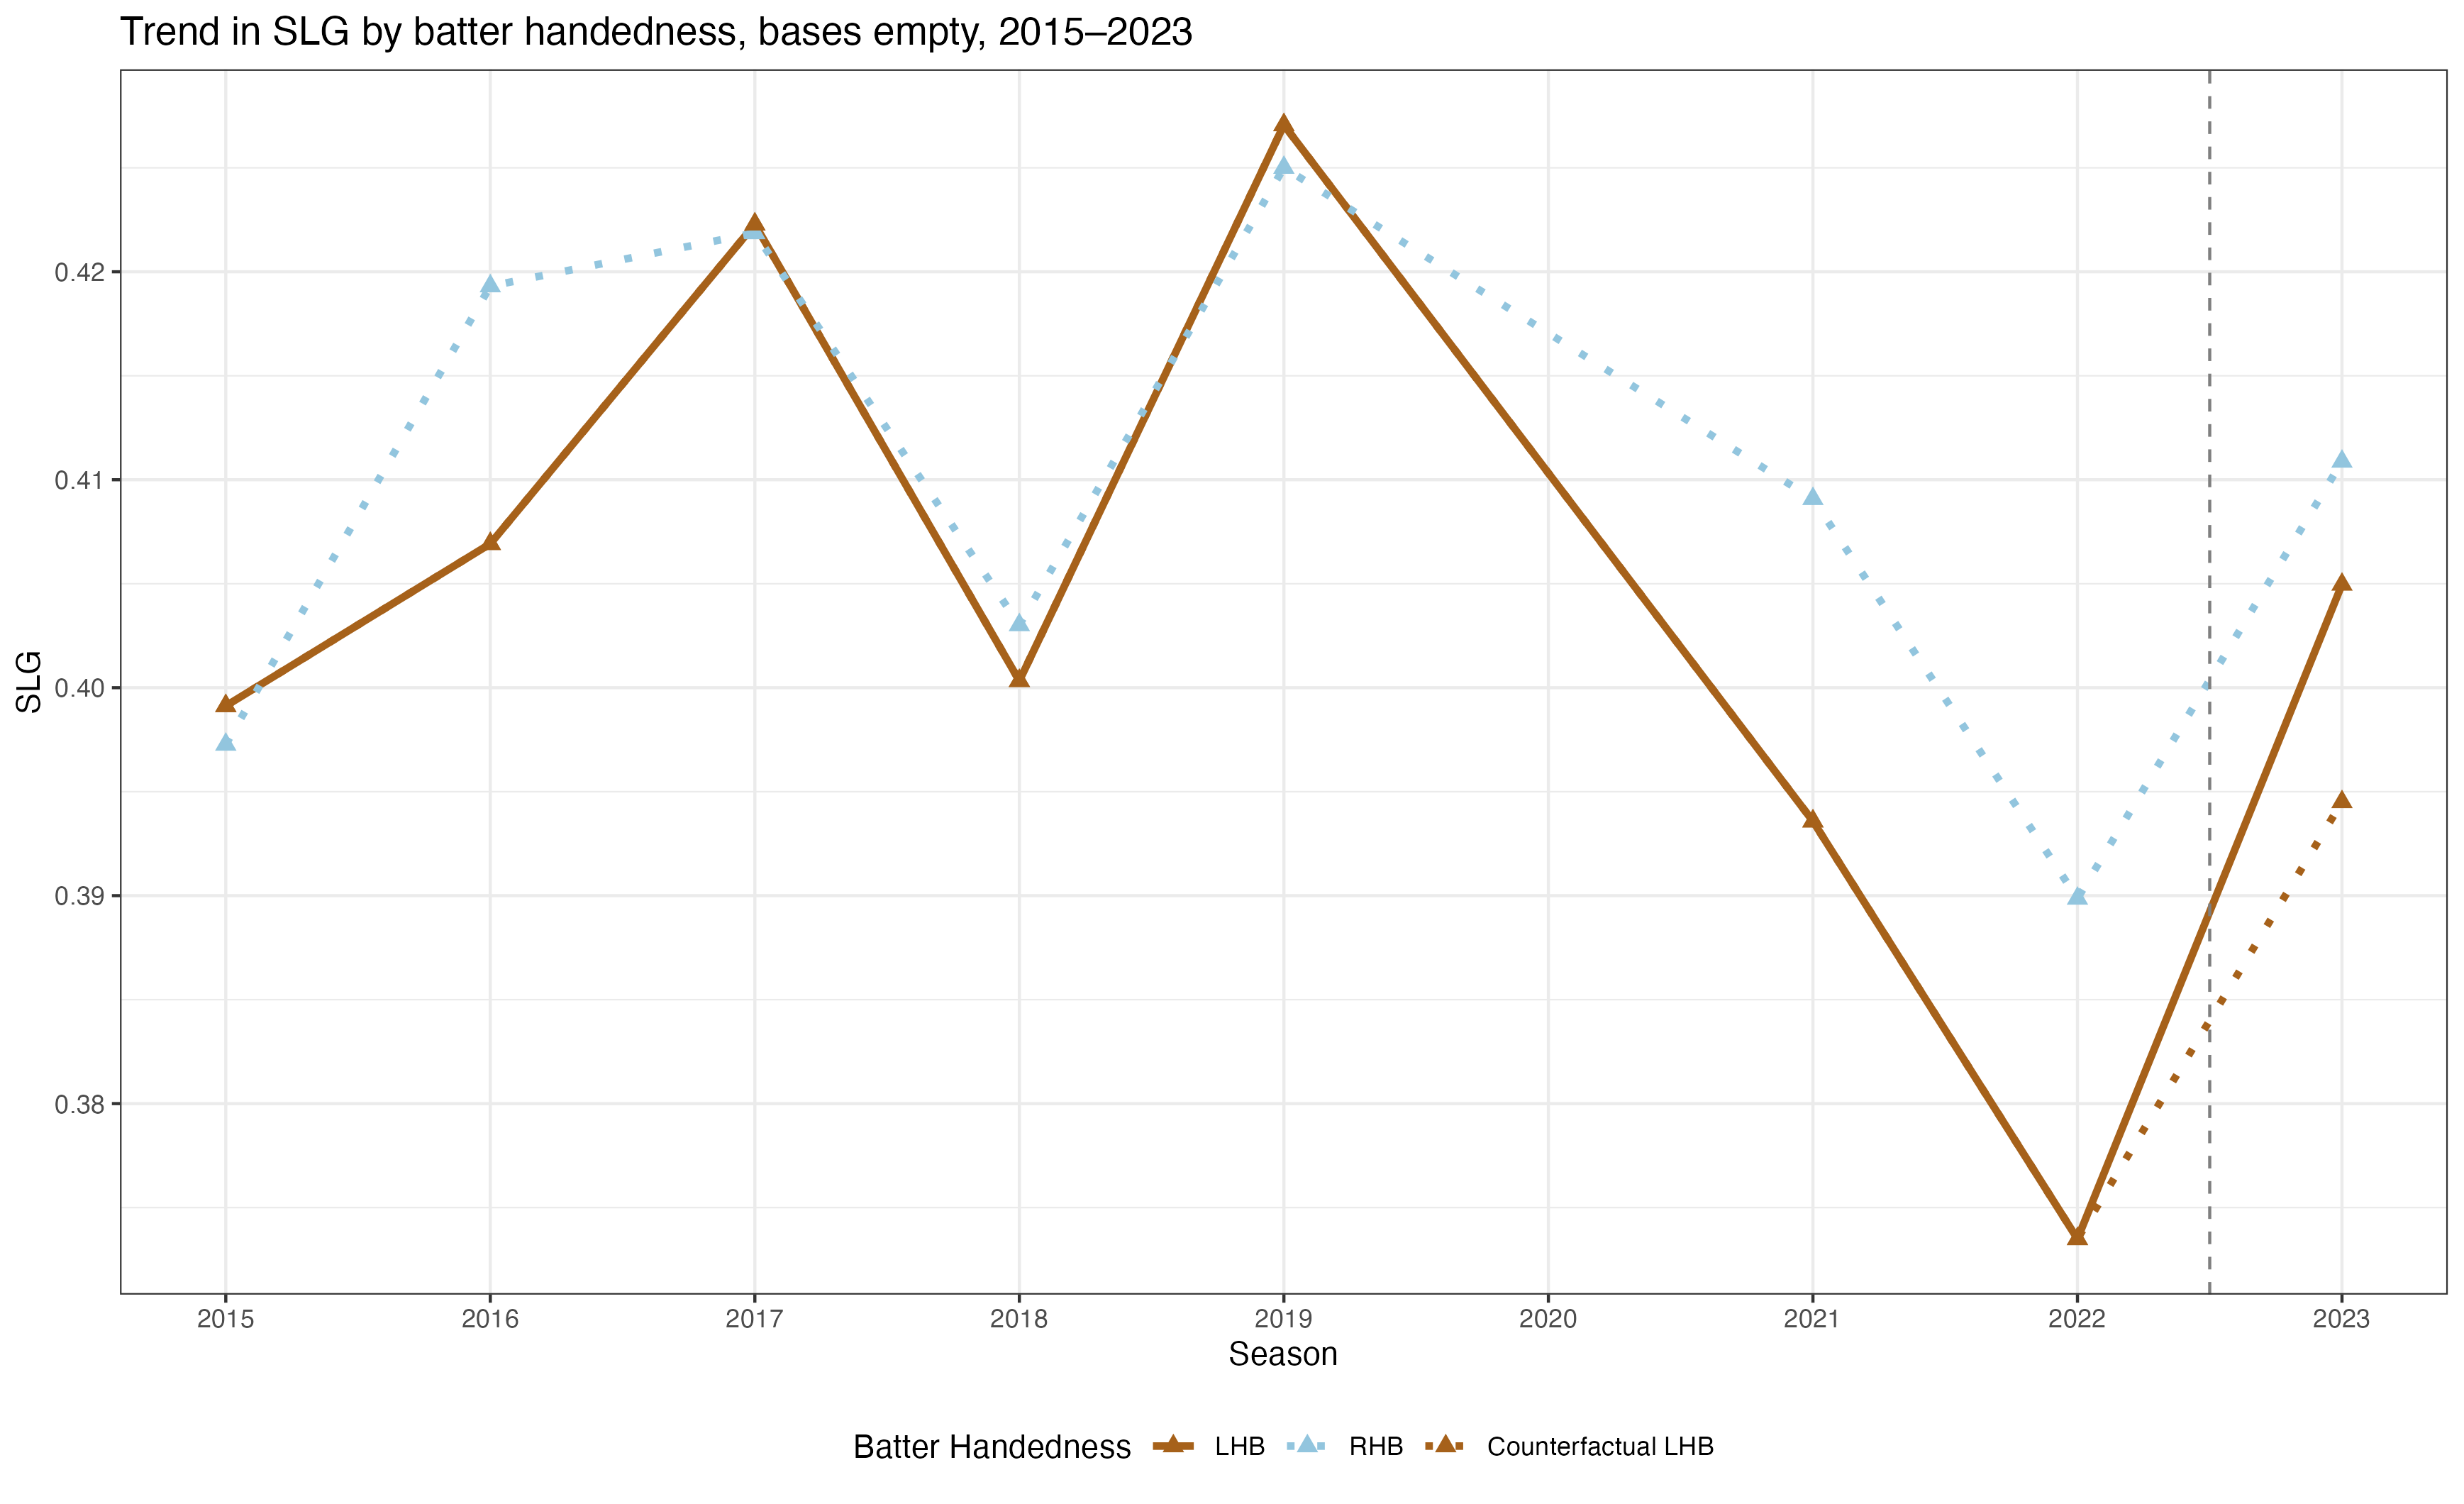 Trend in SLG by batter handedness, bases empty, 2015–2023
SLG
0.42
0.41
0.40
0.39
0.38
2015 2016 2017 2018 2019 2020 2021 2022 2023
Season
Batter Handedness LHB RHB Counterfactual LHB